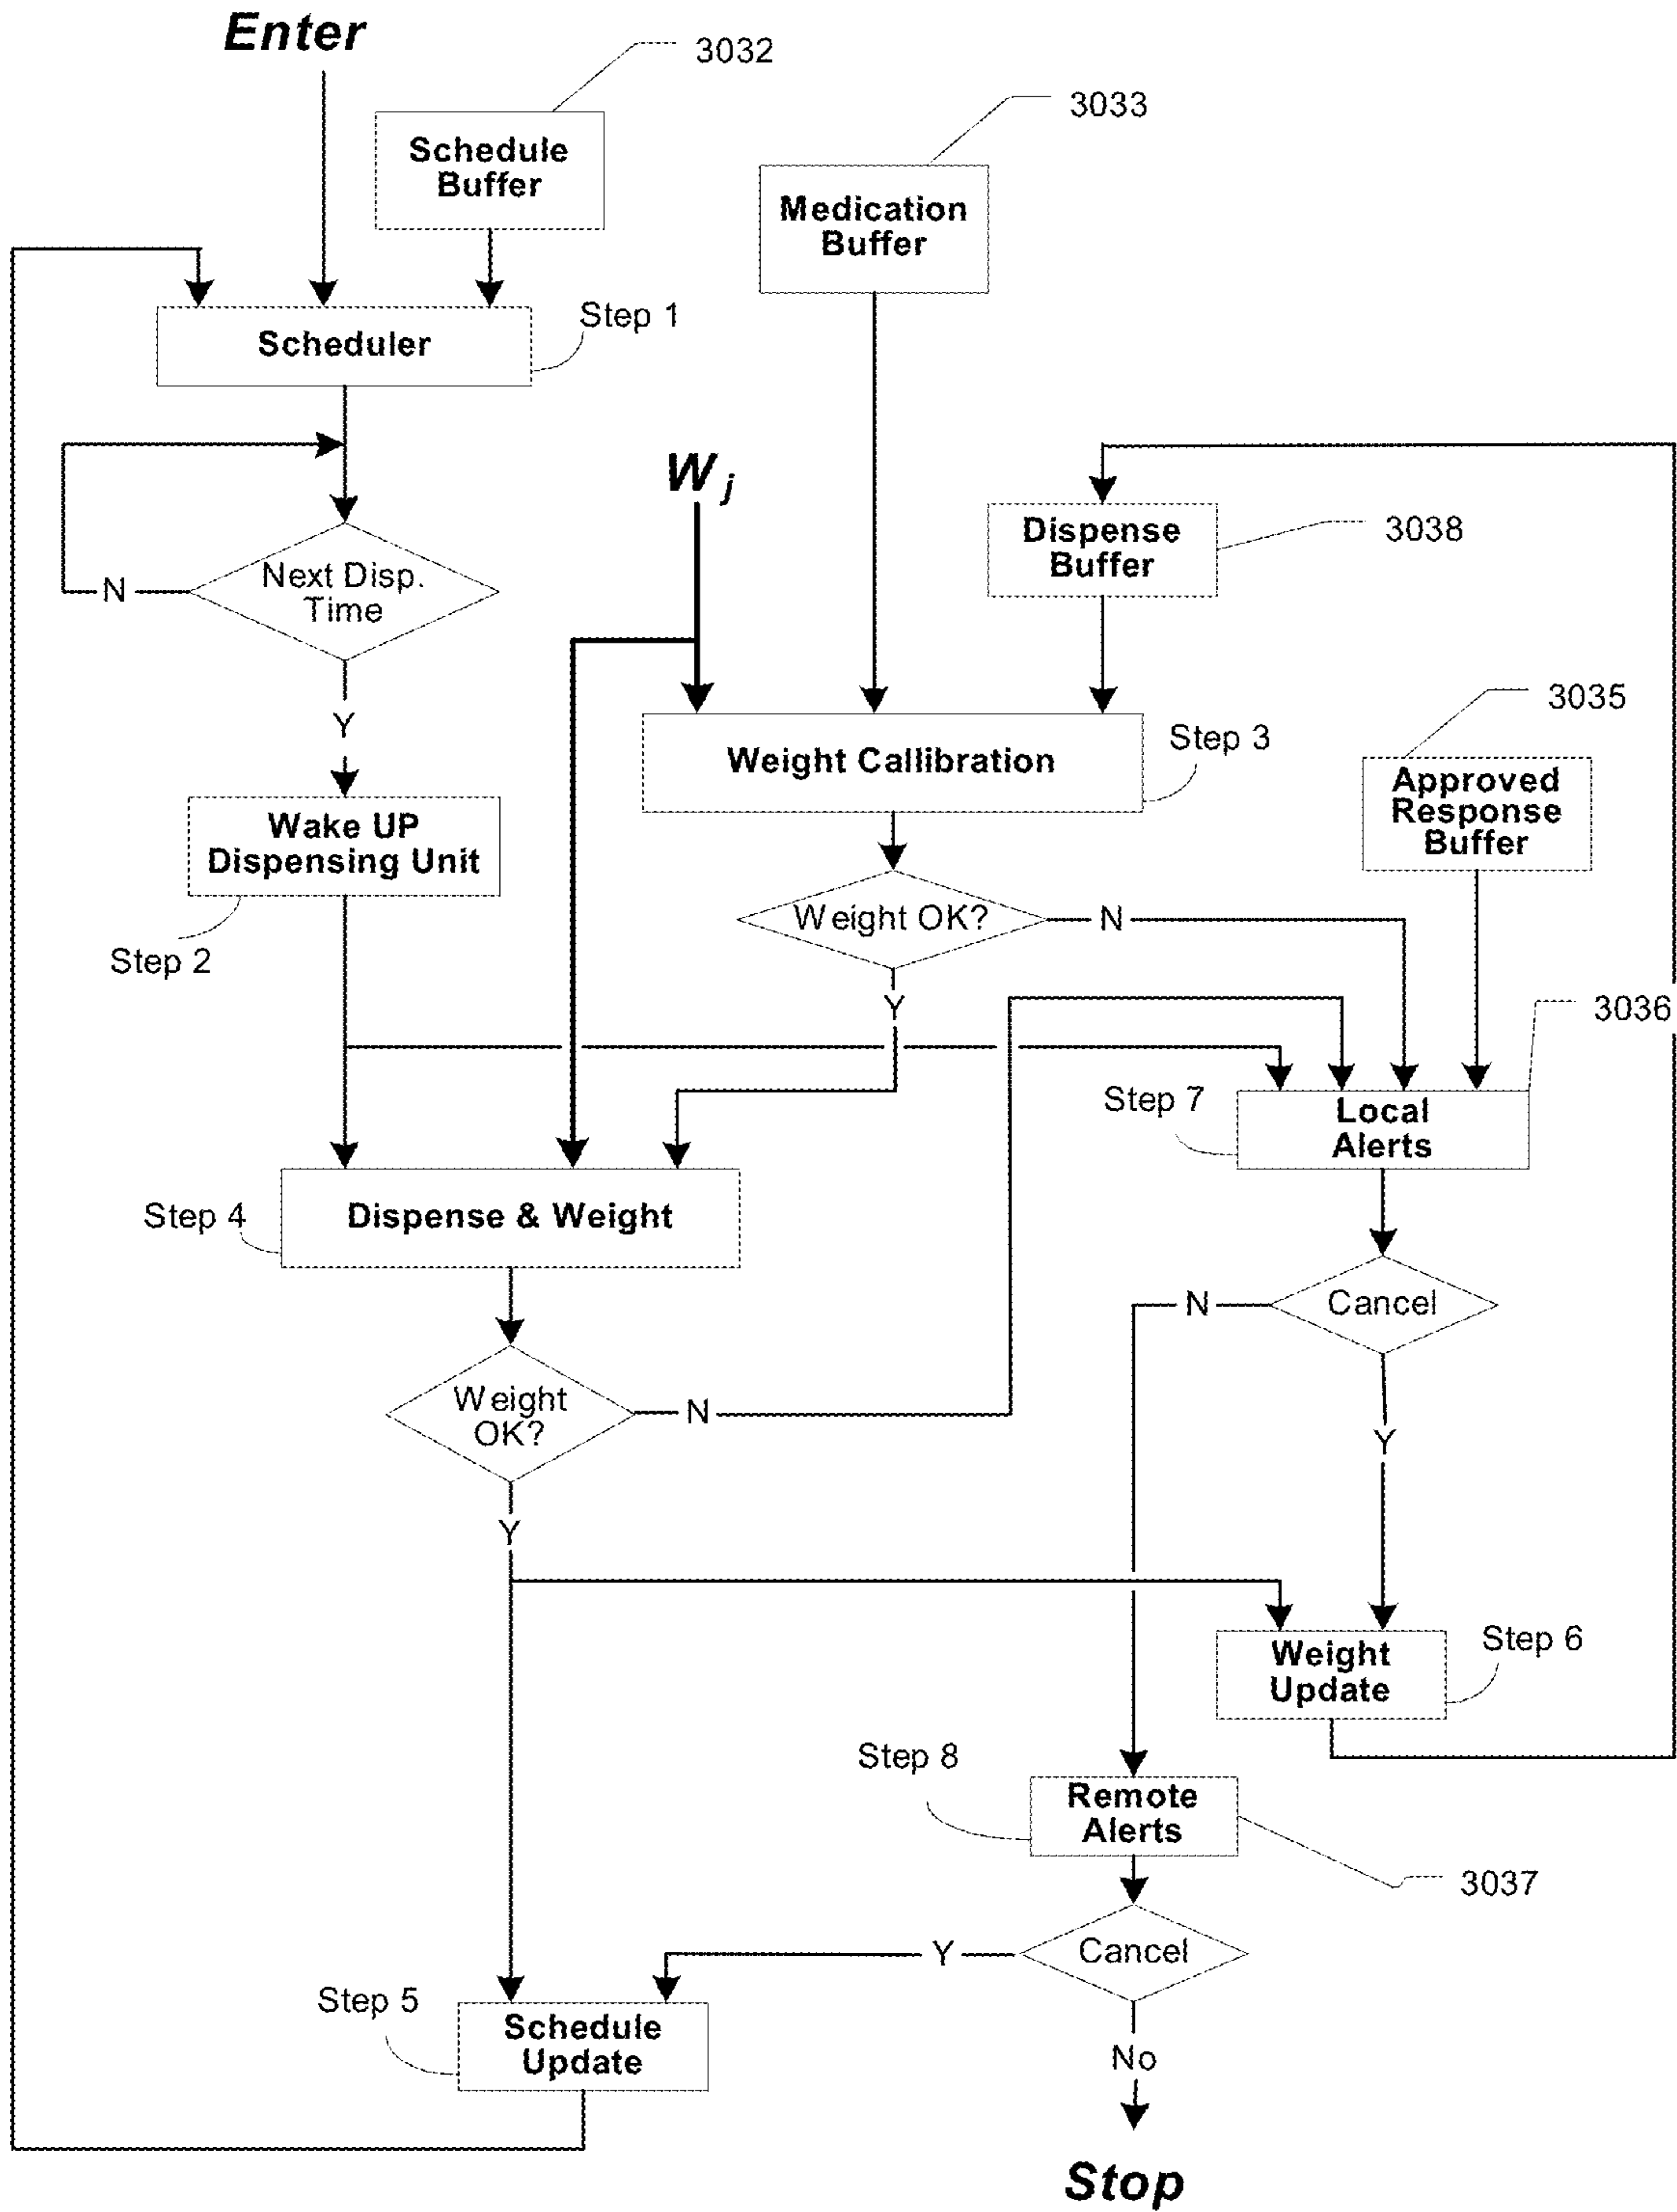 Enter
3032
Schedule
Buffer
3033
Medication
Buffer
Step 1
Scheduler
W j
Dispense
Buffer
3038
Next Disp.
Time
N
Y
3035
Approved
Response
Buffer
Step 3
Weight Callibration
Wake UP
Dispensing Unit
Step 2
Weight OK?
N
Y
3036
Step 7
Local
Alerts
Step 4
Dispense & Weight
Cancel
N
Y
Weight
OK?
N
Y
Step 6
Weight
Update
Step 8
Remote
Alerts
3037
Cancel
Y
No
Step 5
Schedule
Update
Stop